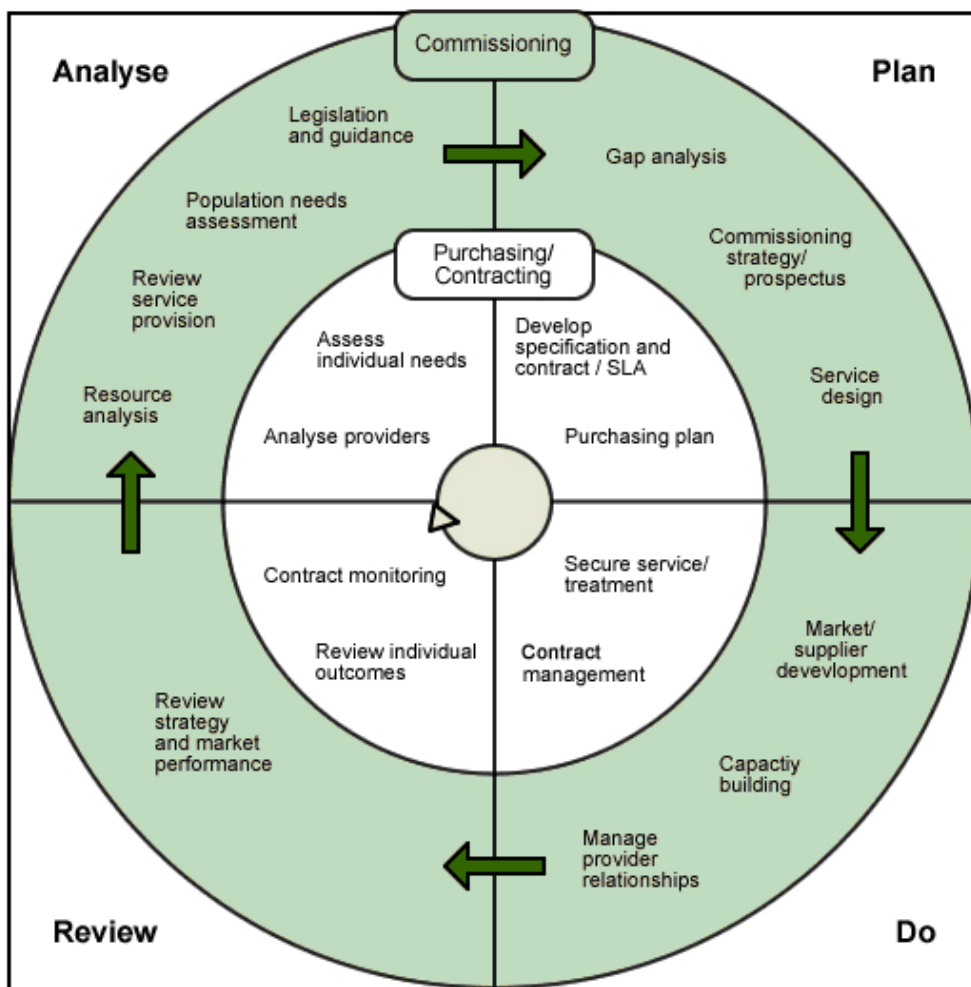 Commissioning
Analyse
Plan
Legislation
and guidance
Gap analysis
Population needs
assessment
Commissioning
strategy/
prospectus
Purchasing/
Contracting
Review
service
provision
Assess
individual needs
Develop
specification and
contract / SLA
Resource
analysis
Service
design
Analyse providers
Purchasing plan
Contract monitoring
Secure service/
treatment
Review individual
outcomes
Contract
management
Market/
supplier
devevlopment
Review
strategy
and market
performance
Capactiy
building
Manage
provider
relationships
Review
Do